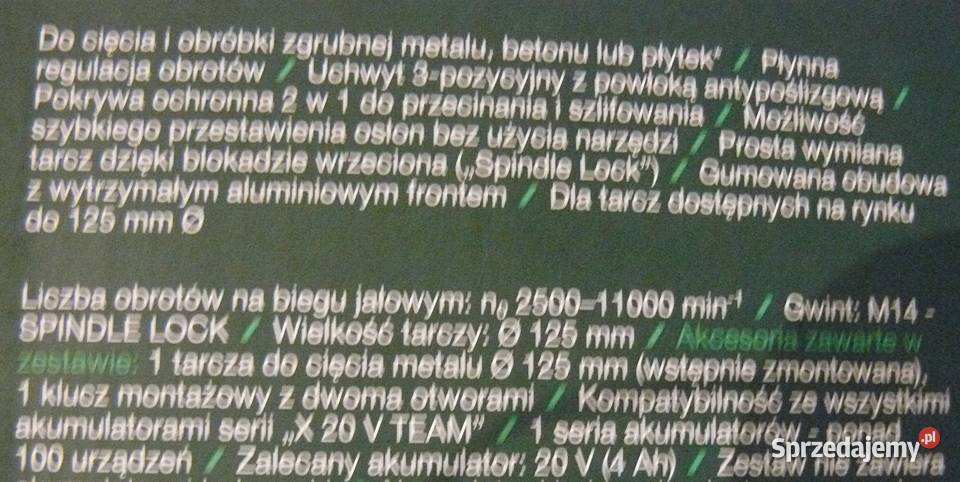 Do cięcia i obróbki zgrubnej metalu, betonu lub płytek* / Płynna
regulacja obrotów / Uchwyt 3-pozycyjny z powłoką antypoślizgową /
Pokrywa ochronna 2 w 1 do przecinania i szlifowania / Możliwość
szybkiego przestawienia osłon bez użycia narzędzi / Prosta wymiana
tarcz dzięki blokadzie wrzeciona („Spindle Lock”) / Gumowana obudowa
z wytrzymałym aluminiowym frontem / Dla tarcz dostępnych na rynku
do 125 mm Ø
Liczba obrotów na biegu jałowym: n₀ 2500–11000 min⁻¹ / Gwint: M14 -
SPINDLE LOCK / Wielkość tarczy: Ø 125 mm / Akcesoria zawarte w
zestawie: 1 tarcza do cięcia metalu Ø 125 mm (wstępnie zmontowana),
1 klucz montażowy z dwoma otworami / Kompatybilność ze wszystkimi
akumulatorami serii „X 20 V TEAM” / 1 seria akumulatorów - ponad
100 urządzeń / Zalecany akumulator: 20 V (4 Ah) / Zestaw nie zawiera
Sprzedajemy.pl